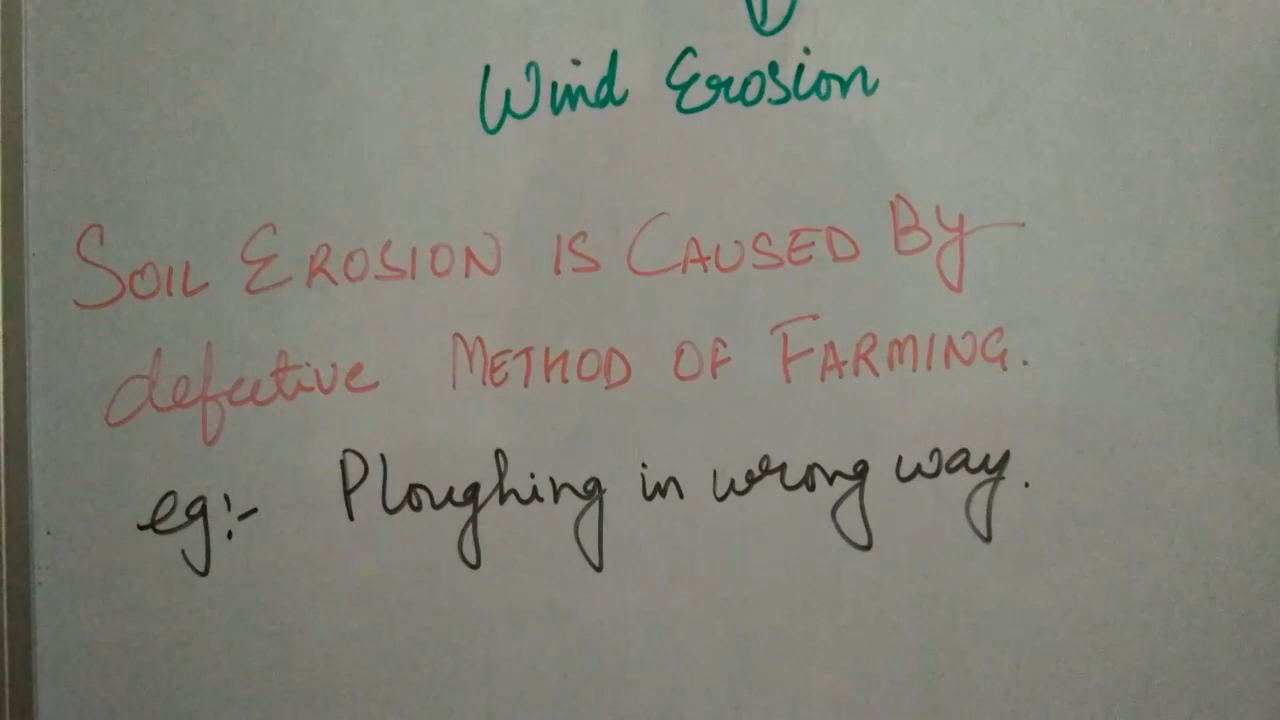 Wind Erosion
SOIL EROSION IS CAUSED By
defective METHOD OF FARMING.
eg:- Ploughing in wrong way.